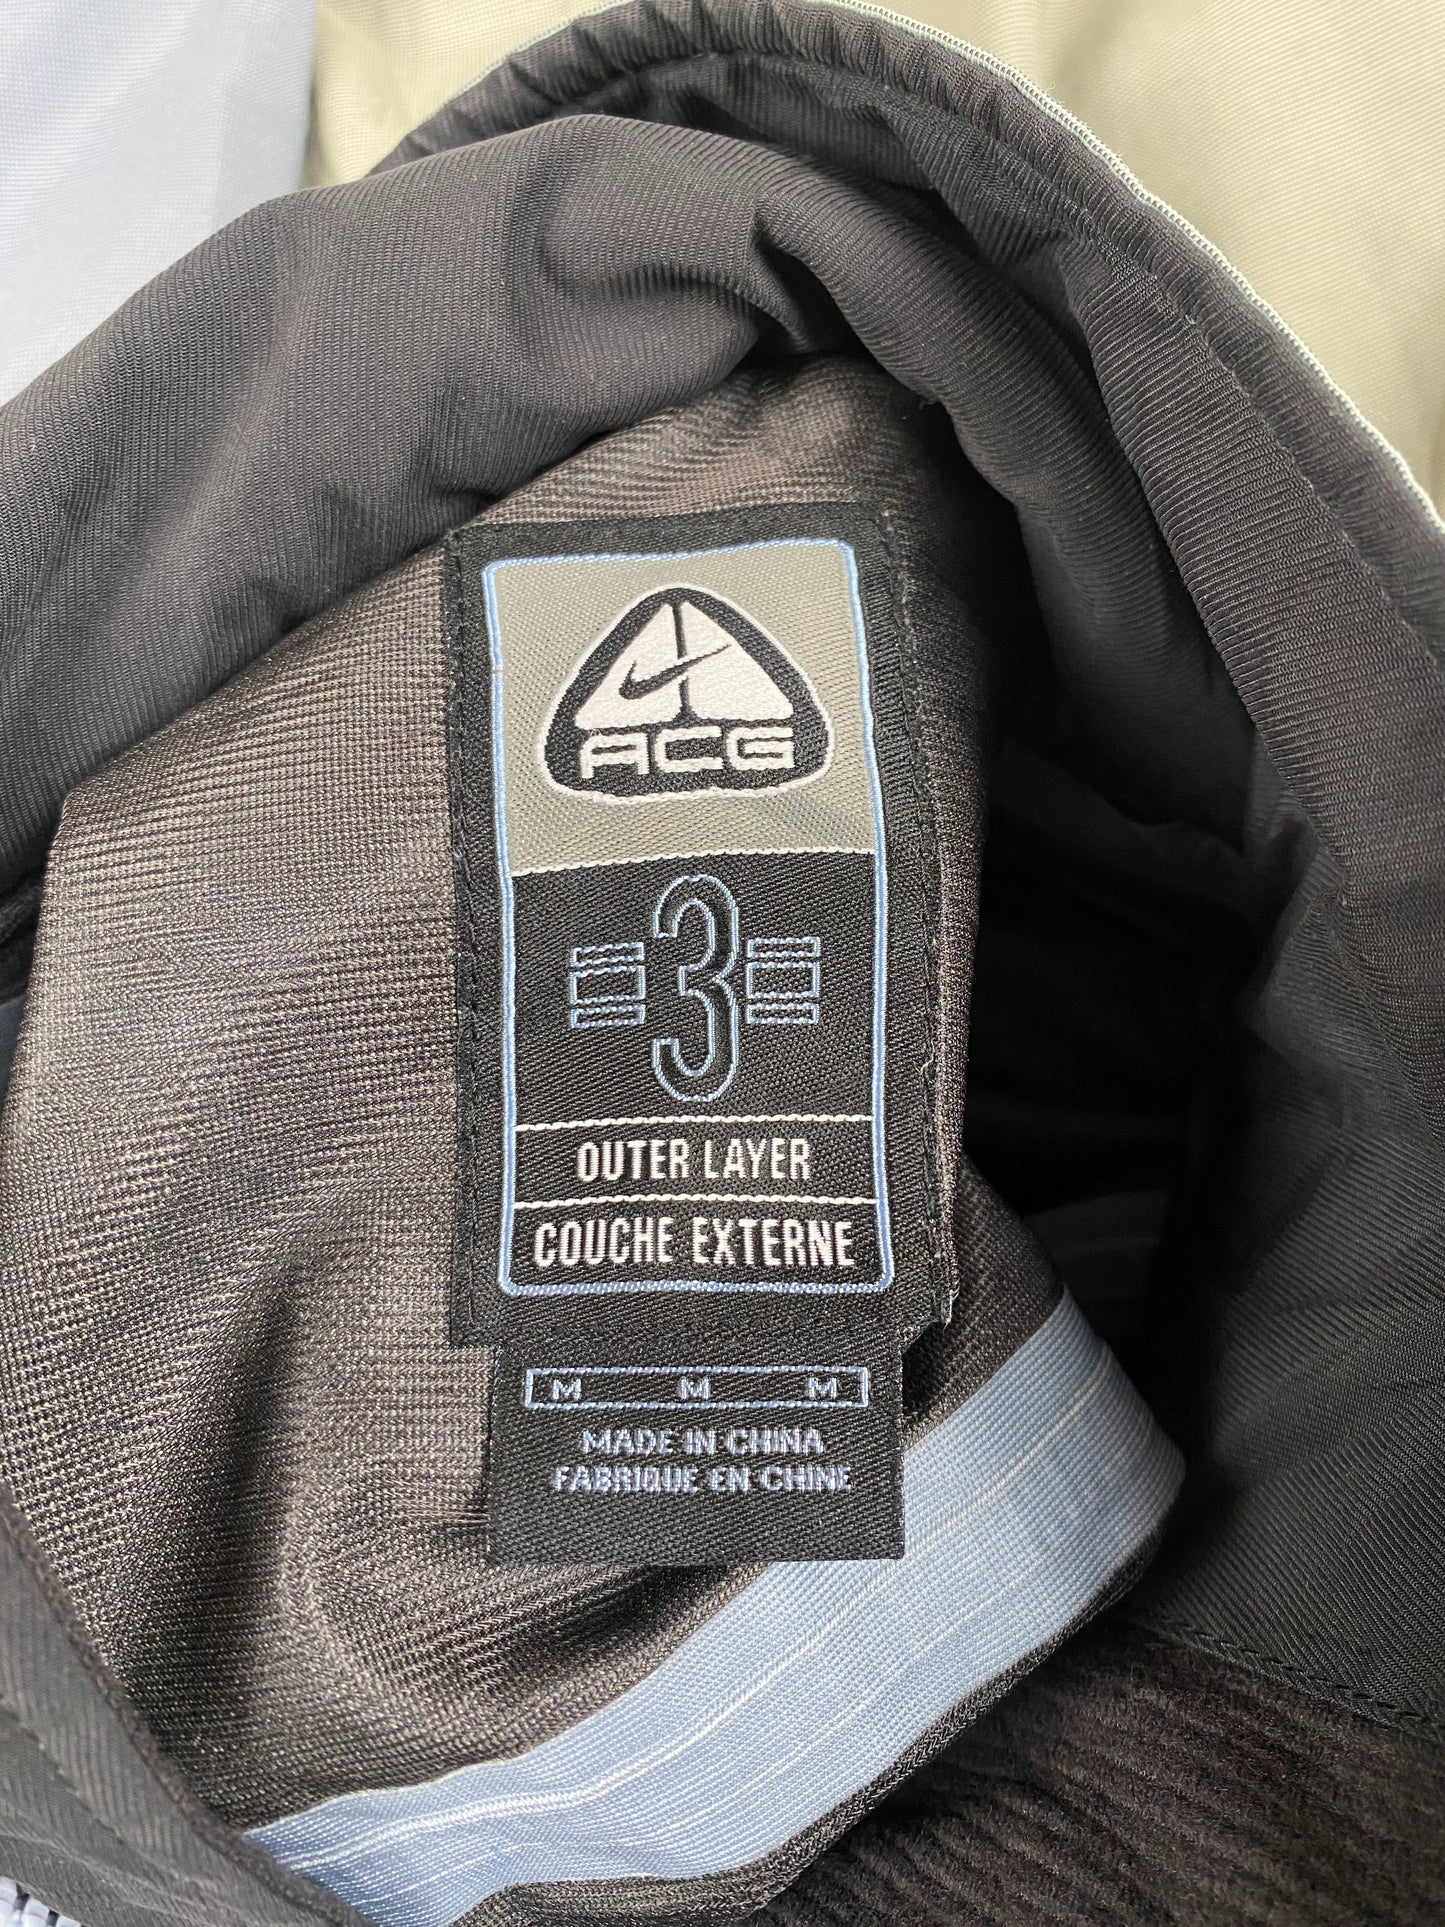 ACG
3
OUTER LAYER
COUCHE EXTERNE
M M M
MADE IN CHINA
FABRIQUE EN CHINE